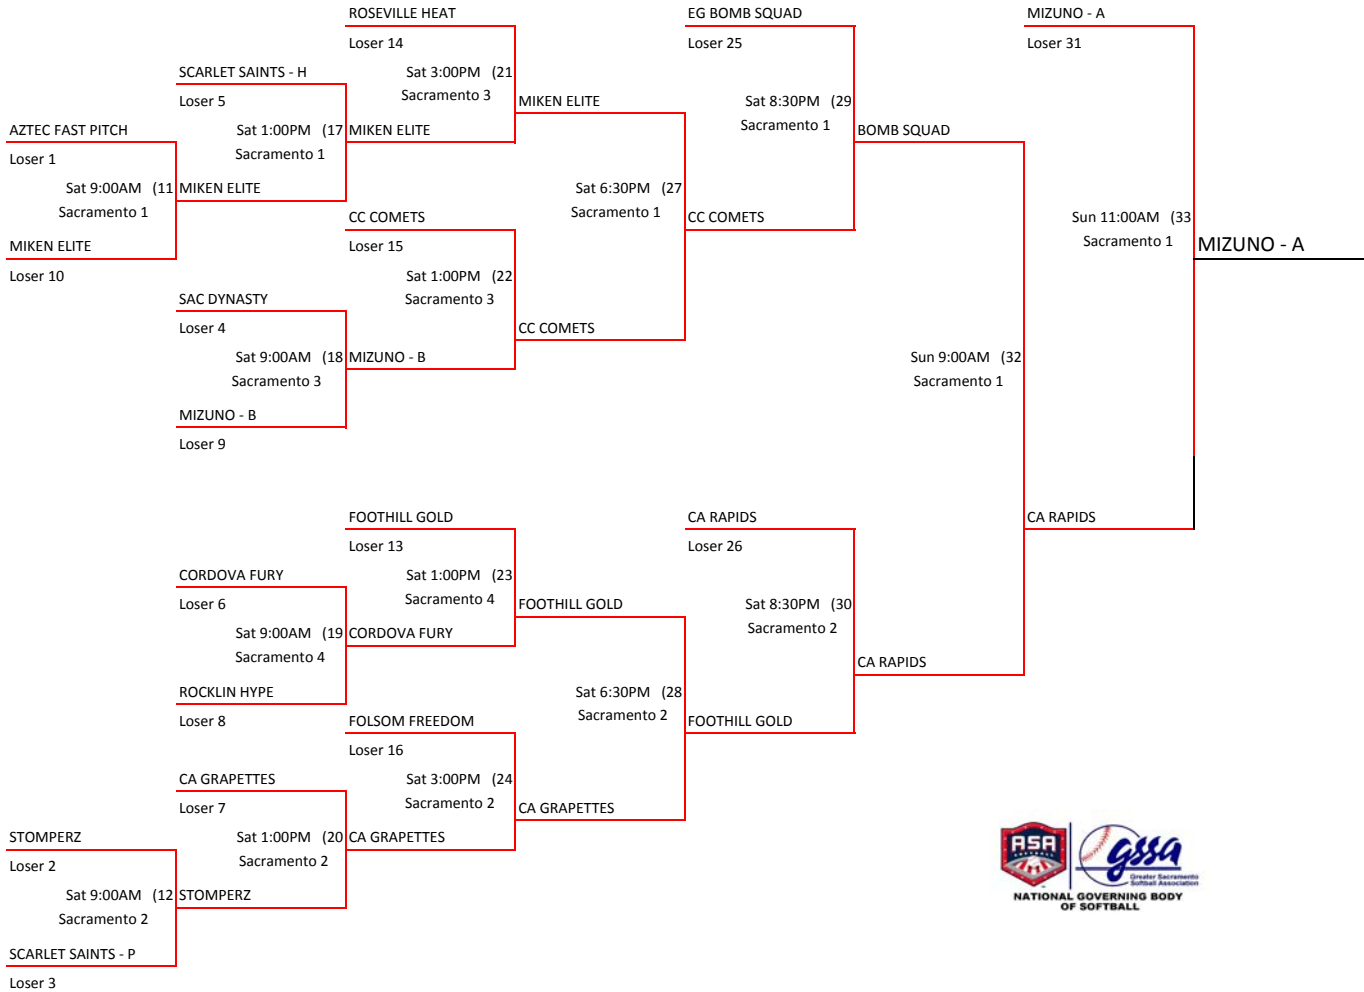 ROSEVILLE HEAT
EG BOMB SQUAD
MIZUNO - A
Loser 14
Loser 25
Loser 31
SCARLET SAINTS - H
Sat 3:00PM (21
Loser 5
Sacramento 3
MIKEN ELITE
Sat 8:30PM (29
AZTEC FAST PITCH
Sat 1:00PM (17
MIKEN ELITE
Sacramento 1
BOMB SQUAD
Loser 1
Sacramento 1
Sat 9:00AM (11
MIKEN ELITE
Sat 6:30PM (27
Sacramento 1
CC COMETS
Sacramento 1
CC COMETS
Sun 11:00AM (33
MIKEN ELITE
Loser 15
Sacramento 1
MIZUNO - A
Loser 10
Sat 1:00PM (22
SAC DYNASTY
Sacramento 3
Loser 4
CC COMETS
Sat 9:00AM (18
MIZUNO - B
Sun 9:00AM (32
Sacramento 3
Sacramento 1
MIZUNO - B
Loser 9
FOOTHILL GOLD
CA RAPIDS
CA RAPIDS
Loser 13
Loser 26
CORDOVA FURY
Sat 1:00PM (23
Loser 6
Sacramento 4
FOOTHILL GOLD
Sat 8:30PM (30
Sat 9:00AM (19
CORDOVA FURY
Sacramento 2
Sacramento 4
CA RAPIDS
ROCKLIN HYPE
Sat 6:30PM (28
Loser 8
FOLSOM FREEDOM
Sacramento 2
FOOTHILL GOLD
Loser 16
CA GRAPETTES
Sat 3:00PM (24
Loser 7
Sacramento 2
CA GRAPETTES
STOMPERZ
Sat 1:00PM (20
CA GRAPETTES
Loser 2
Sacramento 2
Sat 9:00AM (12
STOMPERZ
Sacramento 2
SCARLET SAINTS - P
Loser 3
ASA
gssa
Greater Sacramento
Softball Association
NATIONAL GOVERNING BODY
OF SOFTBALL